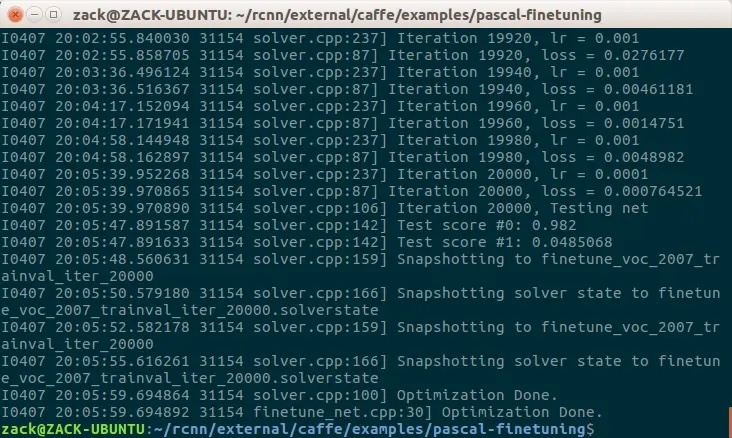 zack@ZACK-UBUNTU: ~/rcnn/external/caffe/examples/pascal-finetuning
I0407 20:02:55.840030 31154 solver.cpp:237] Iteration 19920, lr = 0.001
I0407 20:02:55.858705 31154 solver.cpp:87] Iteration 19920, loss = 0.0276177
I0407 20:03:36.496124 31154 solver.cpp:237] Iteration 19940, lr = 0.001
I0407 20:03:36.516367 31154 solver.cpp:87] Iteration 19940, loss = 0.00461181
I0407 20:04:17.152094 31154 solver.cpp:237] Iteration 19960, lr = 0.001
I0407 20:04:17.171941 31154 solver.cpp:87] Iteration 19960, loss = 0.0014751
I0407 20:04:58.144948 31154 solver.cpp:237] Iteration 19980, lr = 0.001
I0407 20:04:58.162897 31154 solver.cpp:87] Iteration 19980, loss = 0.0048982
I0407 20:05:39.952268 31154 solver.cpp:237] Iteration 20000, lr = 0.0001
I0407 20:05:39.970865 31154 solver.cpp:87] Iteration 20000, loss = 0.000764521
I0407 20:05:39.970890 31154 solver.cpp:106] Iteration 20000, Testing net
I0407 20:05:47.891587 31154 solver.cpp:142] Test score #0: 0.982
I0407 20:05:47.891633 31154 solver.cpp:142] Test score #1: 0.0485068
I0407 20:05:48.560631 31154 solver.cpp:159] Snapshotting to finetune_voc_2007_tr
ainval_iter_20000
I0407 20:05:50.579180 31154 solver.cpp:166] Snapshotting solver state to finetun
e_voc_2007_trainval_iter_20000.solverstate
I0407 20:05:52.582178 31154 solver.cpp:159] Snapshotting to finetune_voc_2007_tr
ainval_iter_20000
I0407 20:05:55.616261 31154 solver.cpp:166] Snapshotting solver state to finetun
e_voc_2007_trainval_iter_20000.solverstate
I0407 20:05:59.694864 31154 solver.cpp:100] Optimization Done.
I0407 20:05:59.694892 31154 finetune_net.cpp:30] Optimization Done.
zack@ZACK-UBUNTU:~/rcnn/external/caffe/examples/pascal-finetuning$